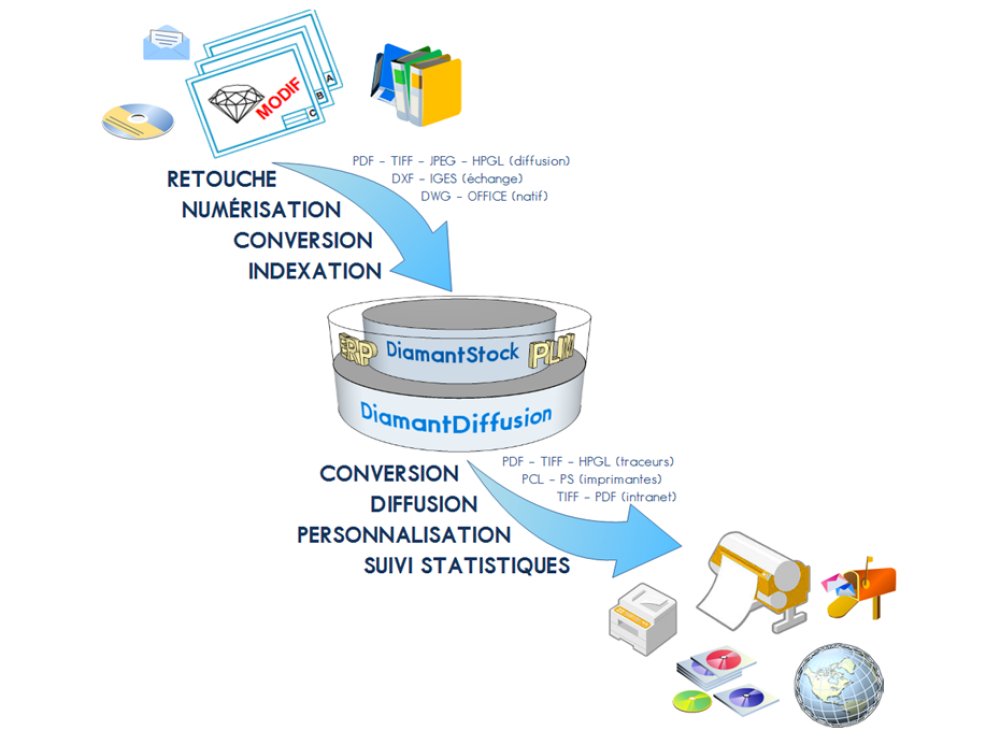 MODIF
A
B
C
PDF - TIFF - JPEG - HPGL (diffusion)
DXF - IGES (échange)
DWG - OFFICE (natif)
RETOUCHE
NUMÉRISATION
CONVERSION
INDEXATION
ERP DiamantStock PLM
DiamantDiffusion
PDF - TIFF - HPGL (traceurs)
PCL - PS (imprimantes)
TIFF - PDF (intranet)
CONVERSION
DIFFUSION
PERSONNALISATION
SUIVI STATISTIQUES